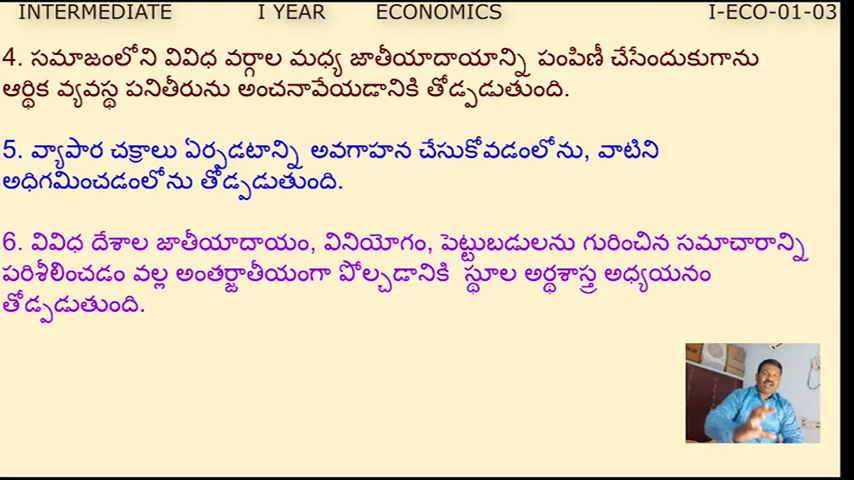 INTERMEDIATE I YEAR ECONOMICS I-ECO-01-03
4. సమాజంలోని వివిధ వర్గాల మధ్య జాతీయాదాయాన్ని పంపిణీ చేసేందుకుగాను
ఆర్థిక వ్యవస్థ పనితీరును అంచనావేయడానికి తోడ్పడుతుంది.
5. వ్యాపార చక్రాలు ఏర్పడటాన్ని అవగాహన చేసుకోవడంలోను, వాటిని
అధిగమించడంలోను తోడ్పడుతుంది.
6. వివిధ దేశాల జాతీయాదాయం, వినియోగం, పెట్టుబడులను గురించిన సమాచారాన్ని
పరిశీలించడం వల్ల అంతర్జాతీయంగా పోల్చడానికి స్థూల అర్థశాస్త్ర అధ్యయనం
తోడ్పడుతుంది.